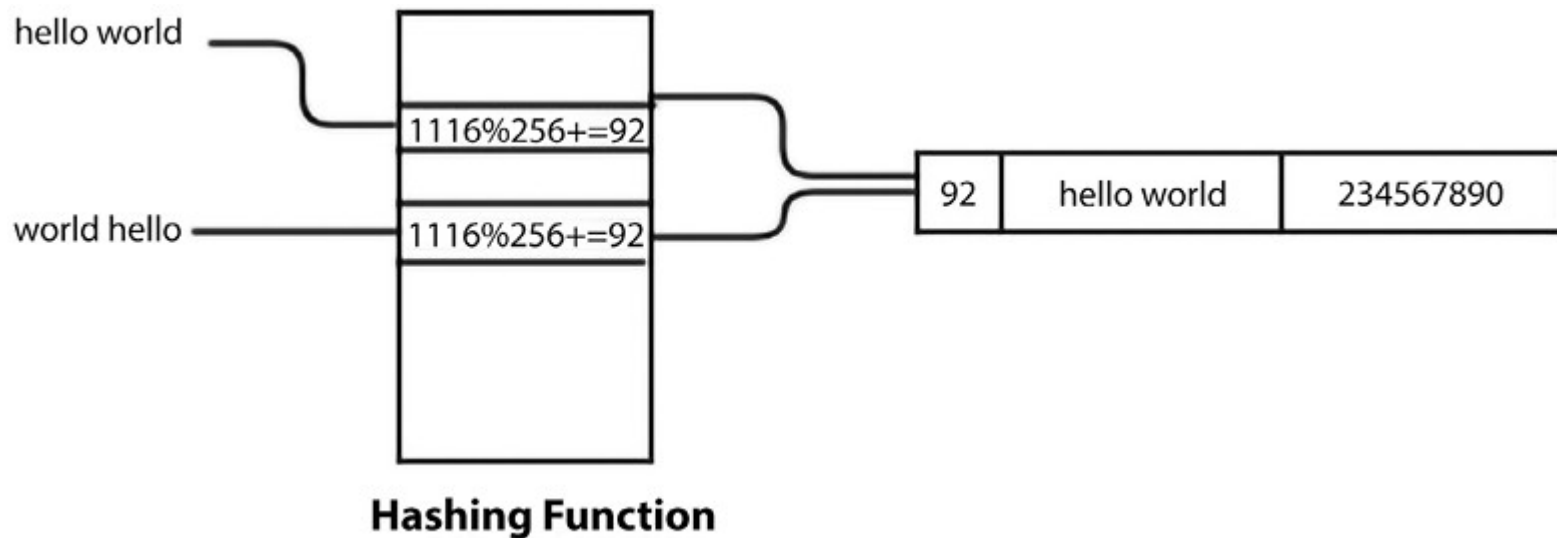 hello world
1116%256+=92
92 hello world 234567890
world hello
1116%256+=92
Hashing Function